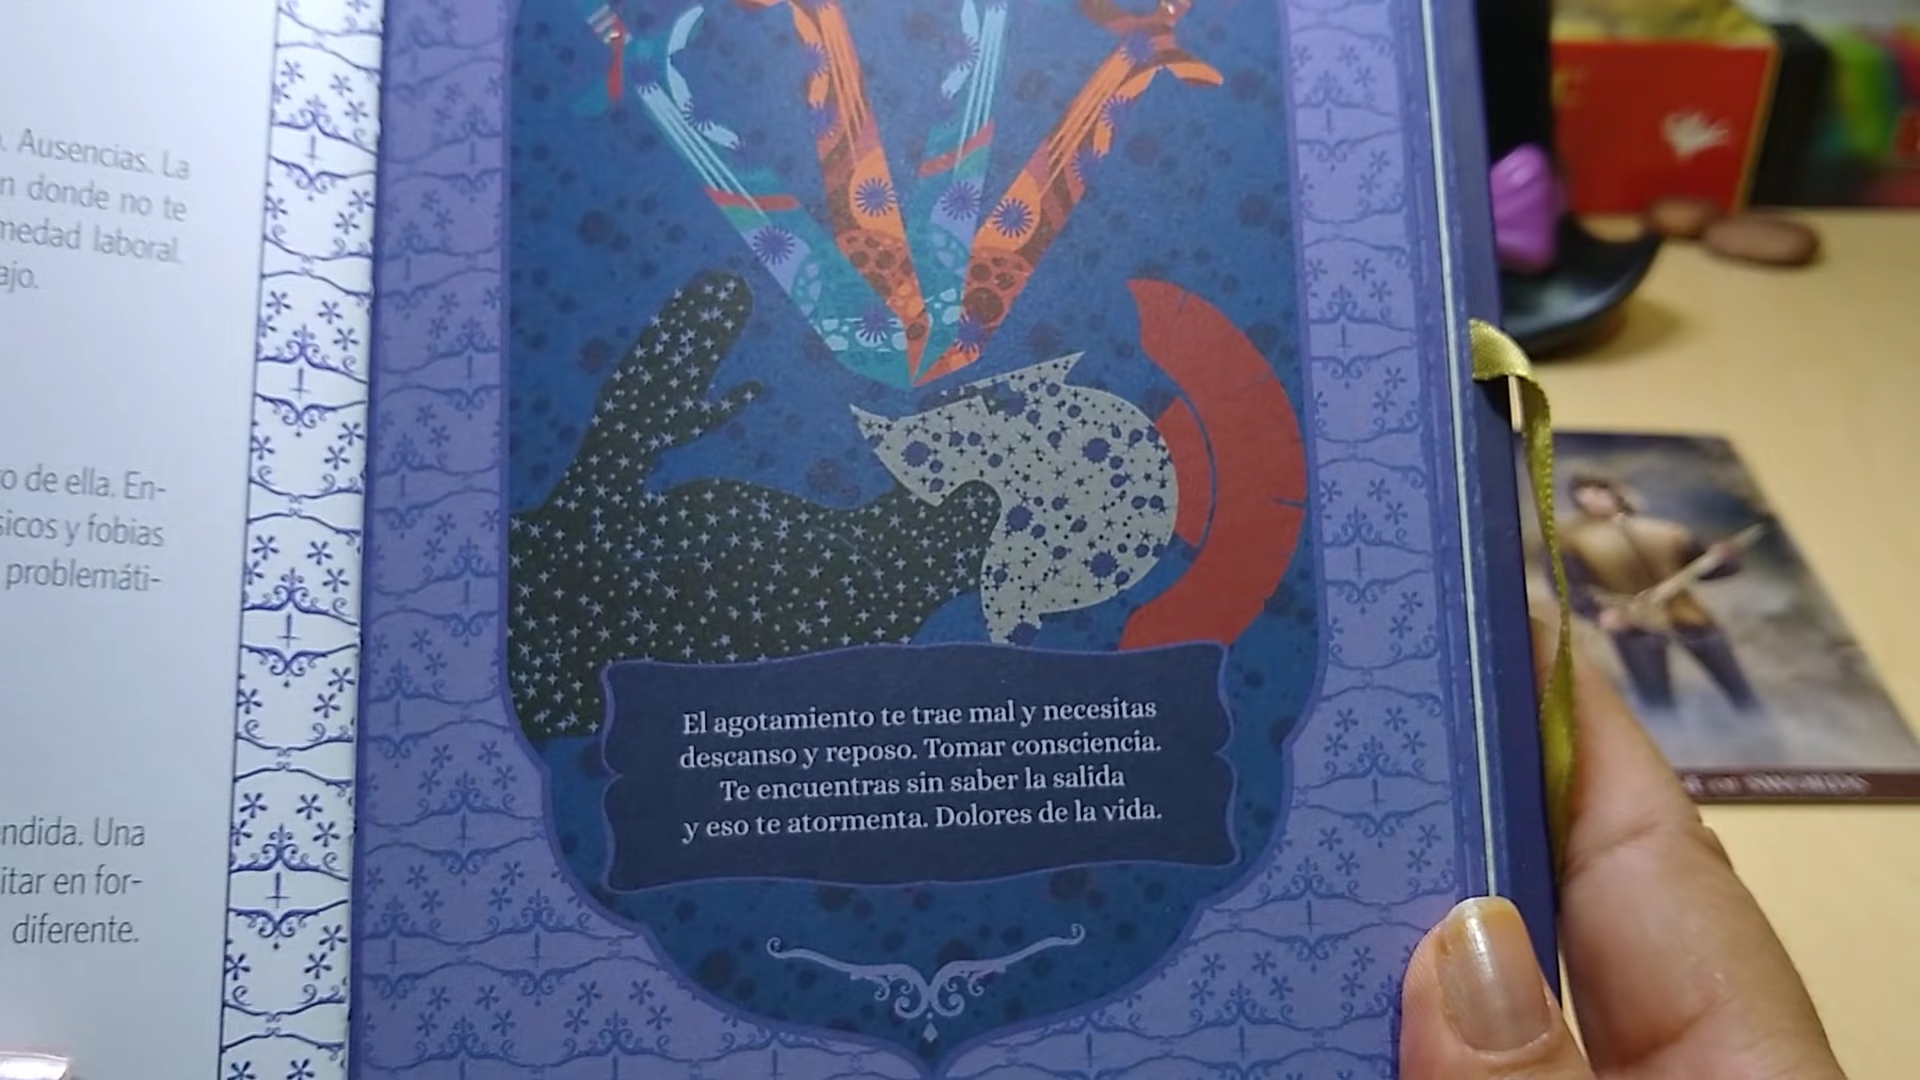 . Ausencias. La
n donde no te
medad laboral.
ajo.
o de ella. En-
sicos y fobias
problemáti-
ndida. Una
itar en for-
diferente.
El agotamiento te trae mal y necesitas
descanso y reposo. Tomar consciencia.
Te encuentras sin saber la salida
y eso te atormenta. Dolores de la vida.
OF SWORDS